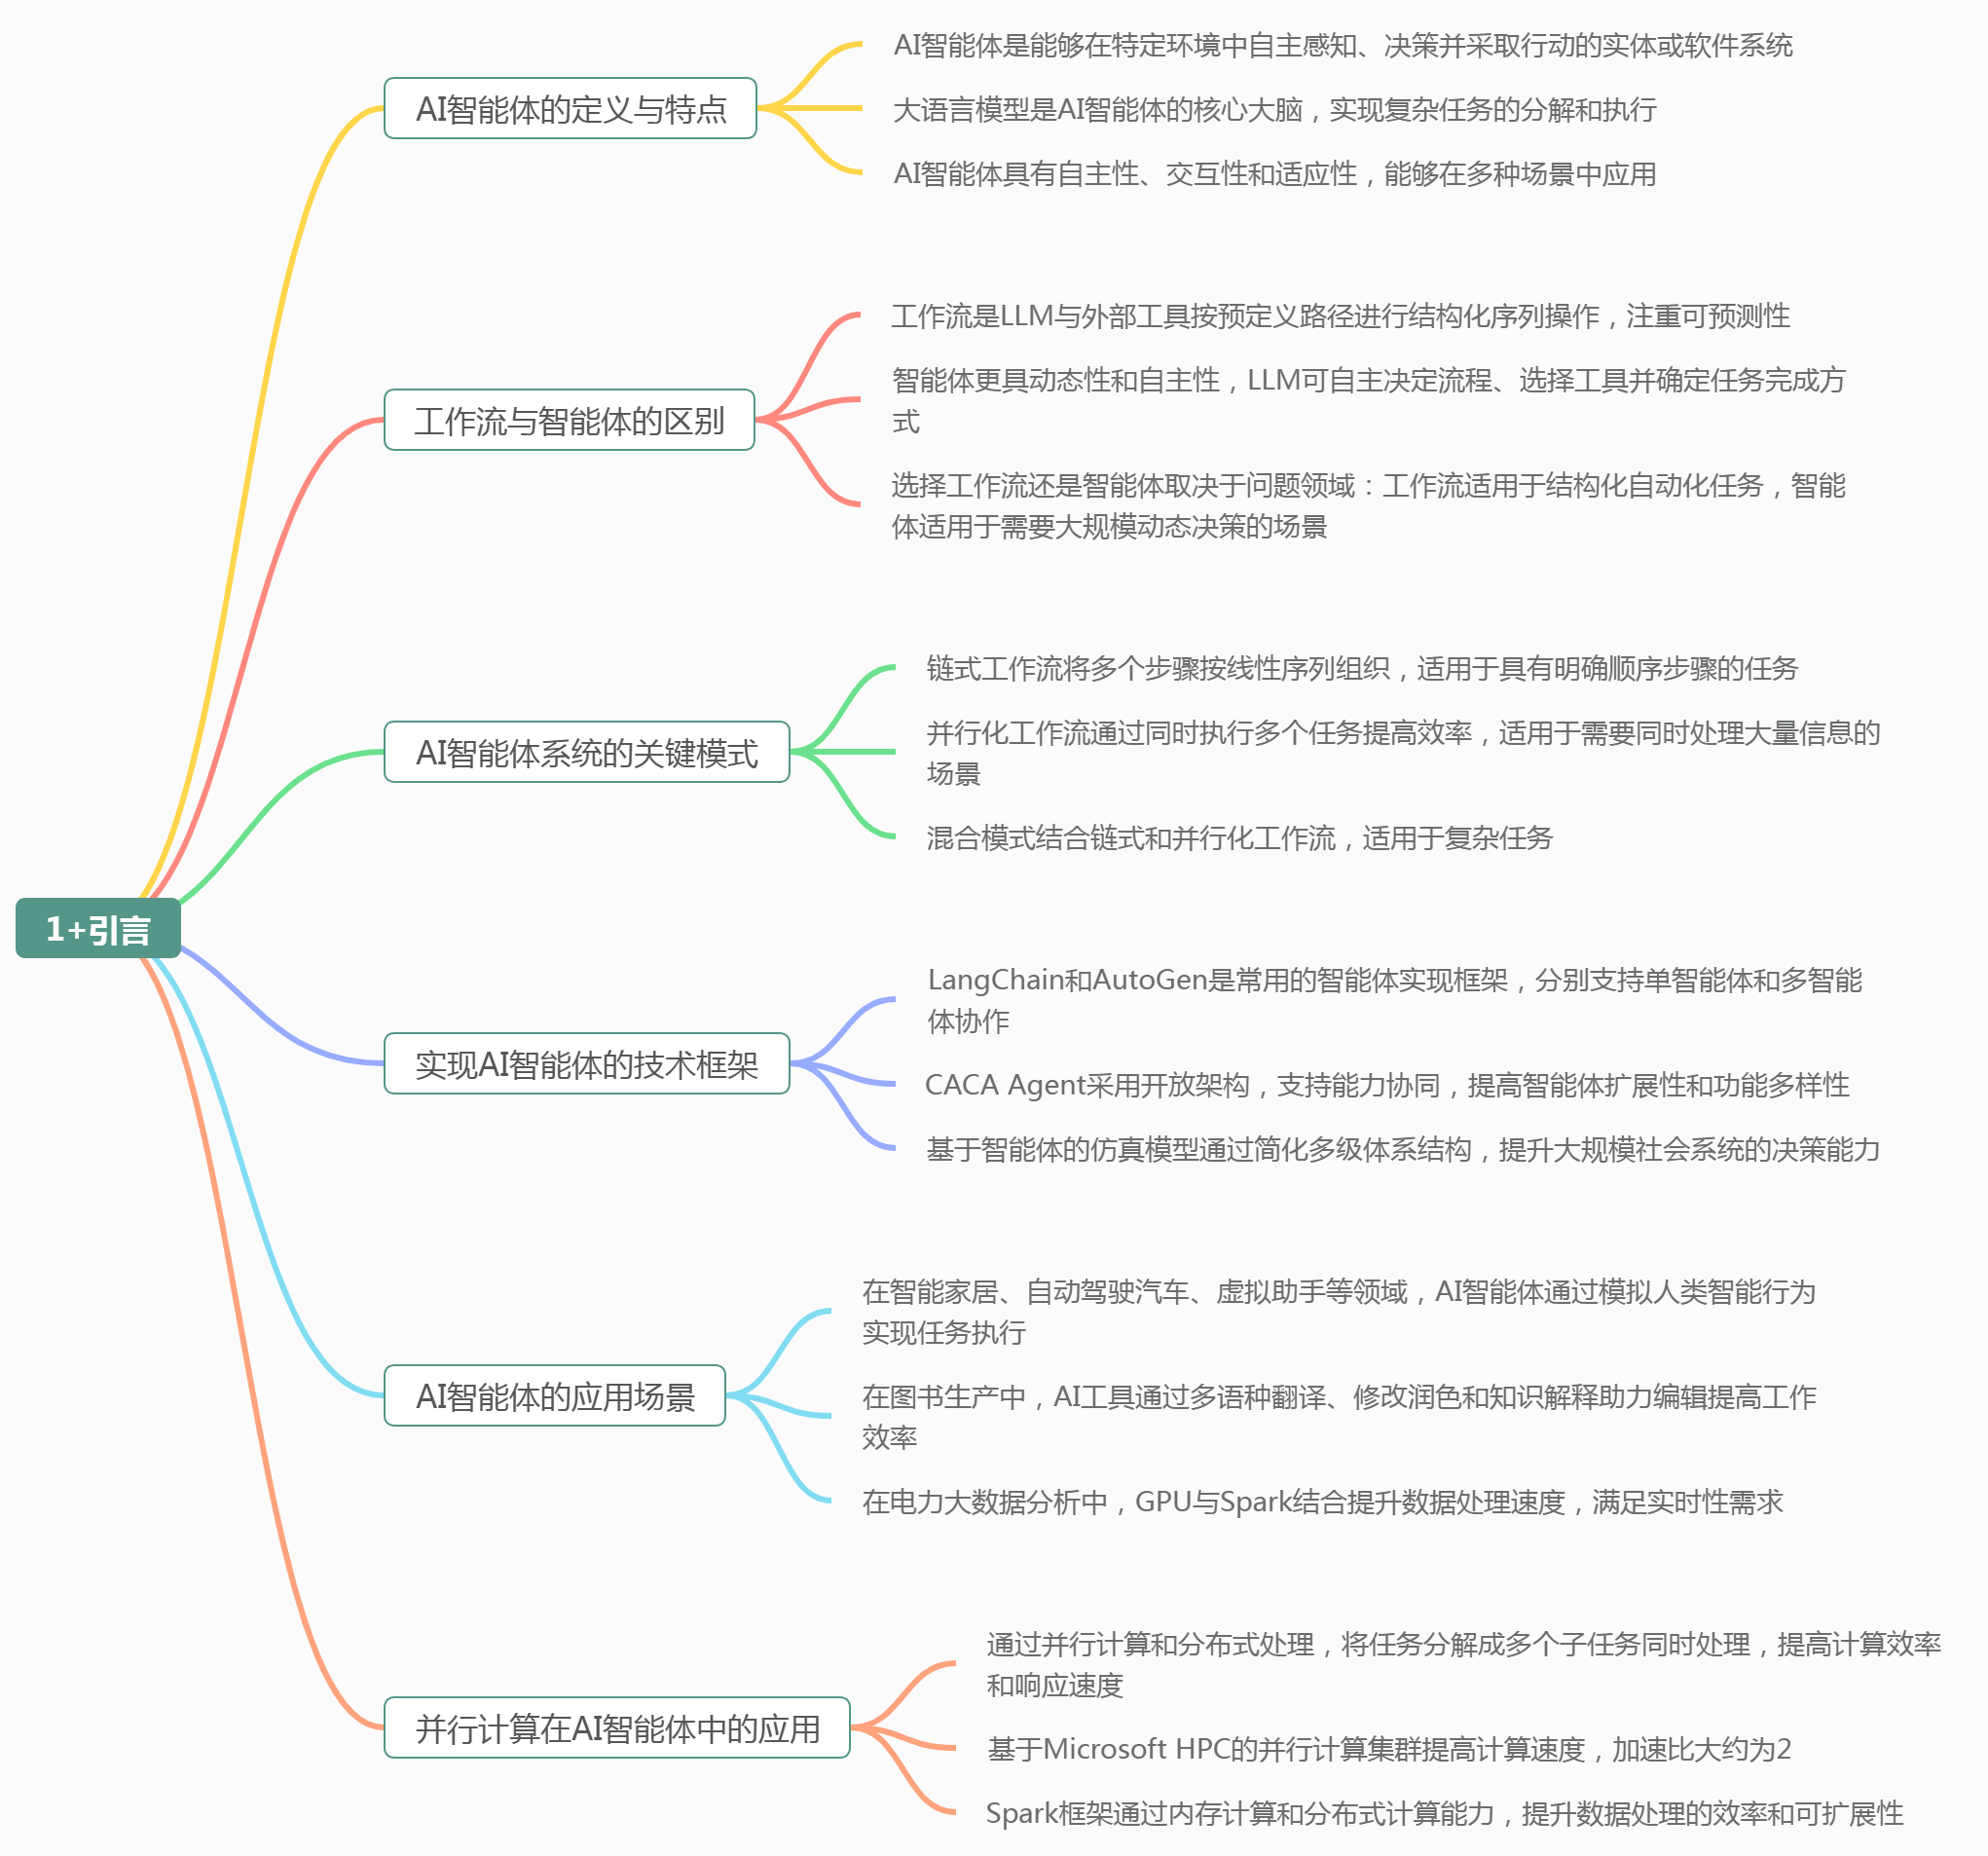 AI智能体是能够在特定环境中自主感知、决策并采取行动的实体或软件系统
AI智能体的定义与特点
大语言模型是AI智能体的核心大脑，实现复杂任务的分解和执行
AI智能体具有自主性、交互性和适应性，能够在多种场景中应用
工作流是LLM与外部工具按预定义路径进行结构化序列操作，注重可预测性
智能体更具动态性和自主性，LLM可自主决定流程、选择工具并确定任务完成方
式
工作流与智能体的区别
选择工作流还是智能体取决于问题领域：工作流适用于结构化自动化任务，智能
体适用于需要大规模动态决策的场景
链式工作流将多个步骤按线性序列组织，适用于具有明确顺序步骤的任务
AI智能体系统的关键模式
并行化工作流通过同时执行多个任务提高效率，适用于需要同时处理大量信息的
场景
混合模式结合链式和并行化工作流，适用于复杂任务
1+引言
LangChain和AutoGen是常用的智能体实现框架，分别支持单智能体和多智能
体协作
实现AI智能体的技术框架
CACA Agent采用开放架构，支持能力协同，提高智能体扩展性和功能多样性
基于智能体的仿真模型通过简化多级体系结构，提升大规模社会系统的决策能力
在智能家居、自动驾驶汽车、虚拟助手等领域，AI智能体通过模拟人类智能行为
实现任务执行
AI智能体的应用场景
在图书生产中，AI工具通过多语种翻译、修改润色和知识解释助力编辑提高工作
效率
在电力大数据分析中，GPU与Spark结合提升数据处理速度，满足实时性需求
通过并行计算和分布式处理，将任务分解成多个子任务同时处理，提高计算效率
和响应速度
并行计算在AI智能体中的应用
基于Microsoft HPC的并行计算集群提高计算速度，加速比大约为2
Spark框架通过内存计算和分布式计算能力，提升数据处理的效率和可扩展性